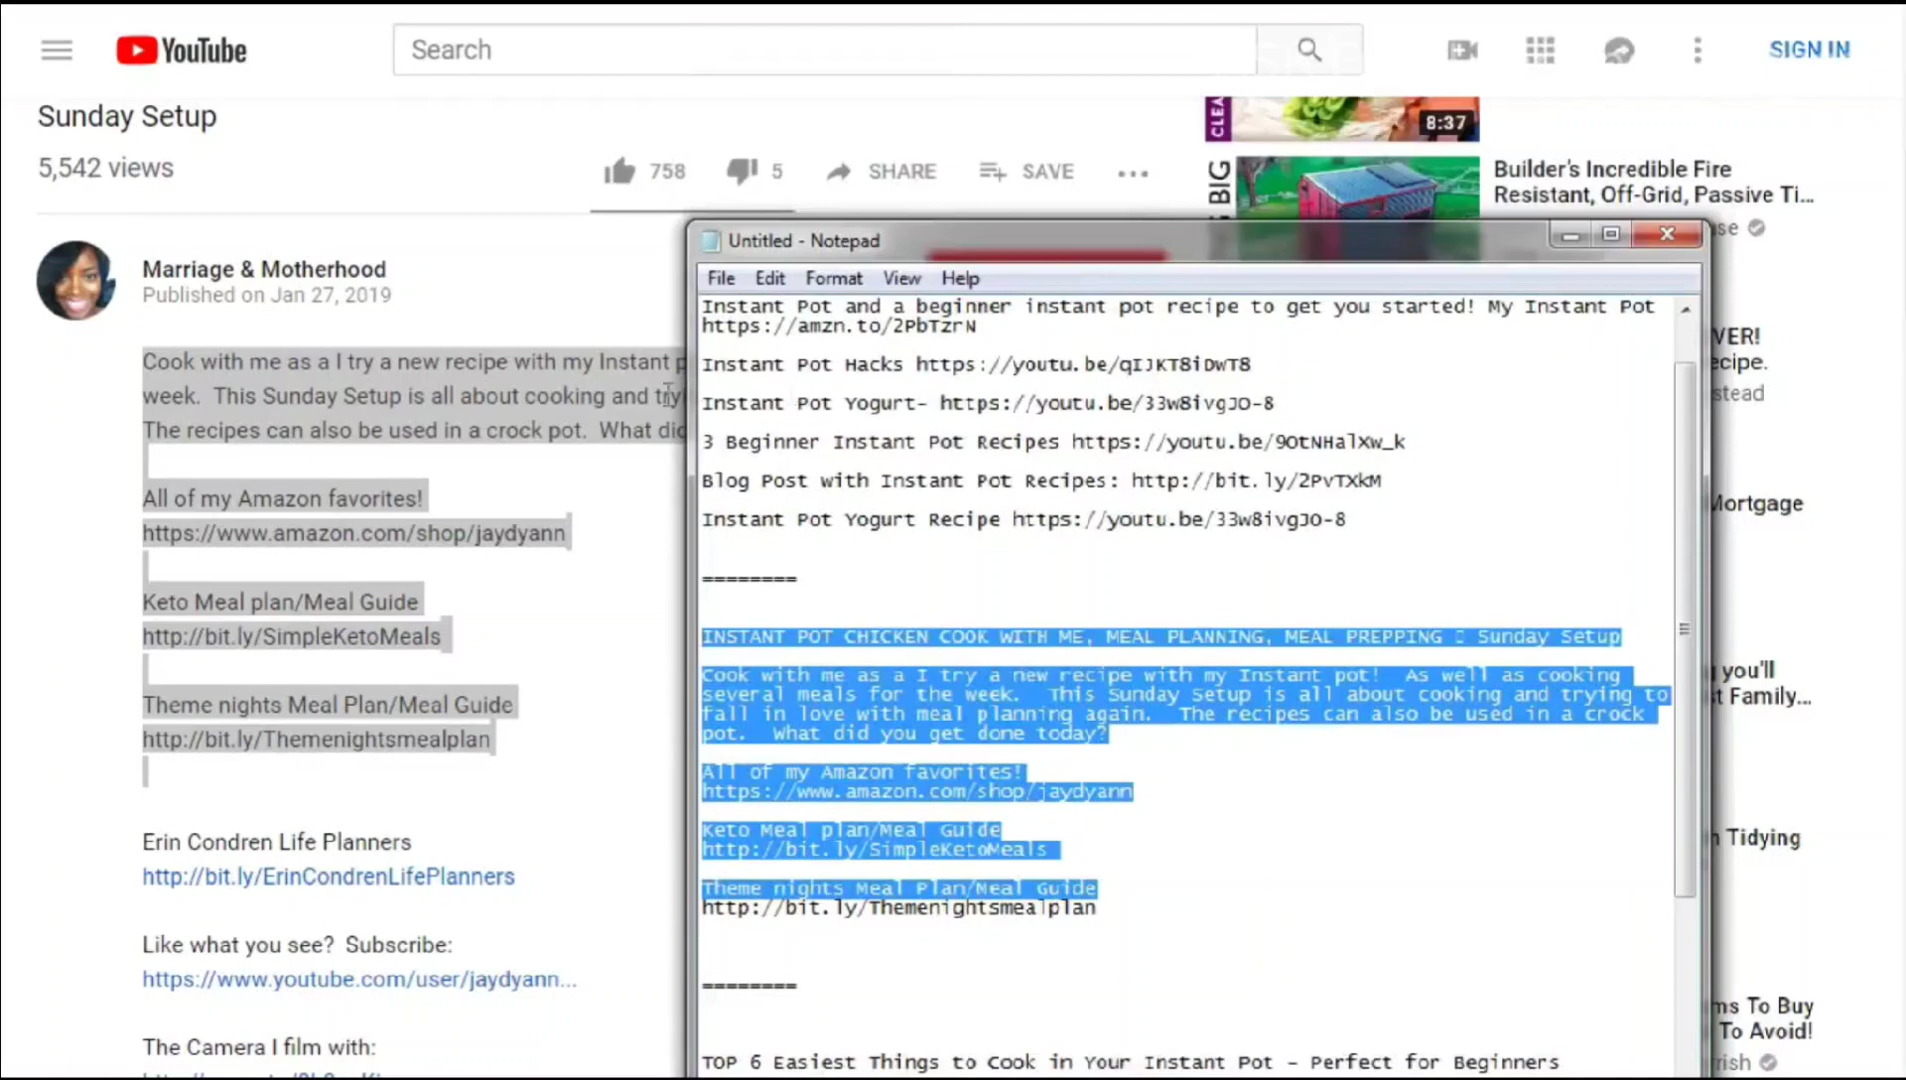 YouTube
Search
SIGN IN
Sunday Setup
5,542 views
758
5
SHARE
SAVE
CLEA
8:37
BIG
Builder's Incredible Fire
Resistant, Off-Grid, Passive Ti...
use
Marriage & Motherhood
Published on Jan 27, 2019
Cook with me as a I try a new recipe with my Instant p
week.  This Sunday Setup is all about cooking and try
The recipes can also be used in a crock pot.  What did
All of my Amazon favorites!
https://www.amazon.com/shop/jaydyann
Keto Meal plan/Meal Guide
http://bit.ly/SimpleKetoMeals
Theme nights Meal Plan/Meal Guide
http://bit.ly/Themenightsmealplan
Erin Condren Life Planners
http://bit.ly/ErinCondrenLifePlanners
Like what you see?  Subscribe:
https://www.youtube.com/user/jaydyann...
The Camera I film with:
Untitled - Notepad
File Edit Format View Help
Instant Pot and a beginner instant pot recipe to get you started! My Instant Pot
https://amzn.to/2PbTzrN
Instant Pot Hacks https://youtu.be/qIJKT8iDwT8
Instant Pot Yogurt- https://youtu.be/33w8ivgJO-8
3 Beginner Instant Pot Recipes https://youtu.be/9OtNHalXw_k
Blog Post with Instant Pot Recipes: http://bit.ly/2PvTXkM
Instant Pot Yogurt Recipe https://youtu.be/33w8ivgJO-8
========
INSTANT POT CHICKEN COOK WITH ME, MEAL PLANNING, MEAL PREPPING Sunday Setup
Cook with me as a I try a new recipe with my Instant pot!  As well as cooking
several meals for the week.  This Sunday Setup is all about cooking and trying to
fall in love with meal planning again.  The recipes can also be used in a crock
pot.  What did you get done today?
All of my Amazon favorites!
https://www.amazon.com/shop/jaydyann
Keto Meal plan/Meal Guide
http://bit.ly/SimpleKetoMeals
Theme nights Meal Plan/Meal Guide
http://bit.ly/Themenightsmealplan
========
TOP 6 Easiest Things to Cook in Your Instant Pot - Perfect for Beginners
VER!
ecipe.
stead
Mortgage
g you'll
st Family...
n Tidying
ms To Buy
To Avoid!
rish